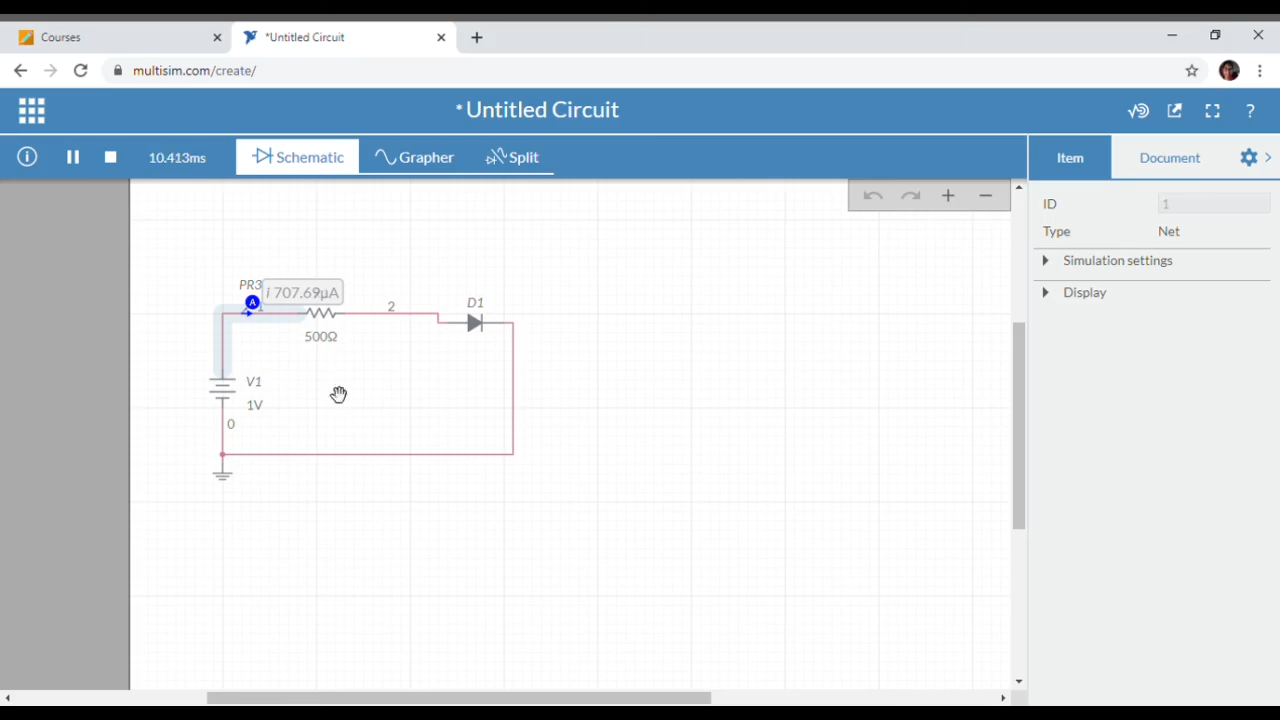 Courses
*Untitled Circuit
multisim.com/create/
*Untitled Circuit
?
10.413ms
Schematic
Grapher
Split
Item
Document
ID
1
Type
Net
Simulation settings
Display
PR3
A
i 707.69µA
1
2
D1
500Ω
V1
1V
0